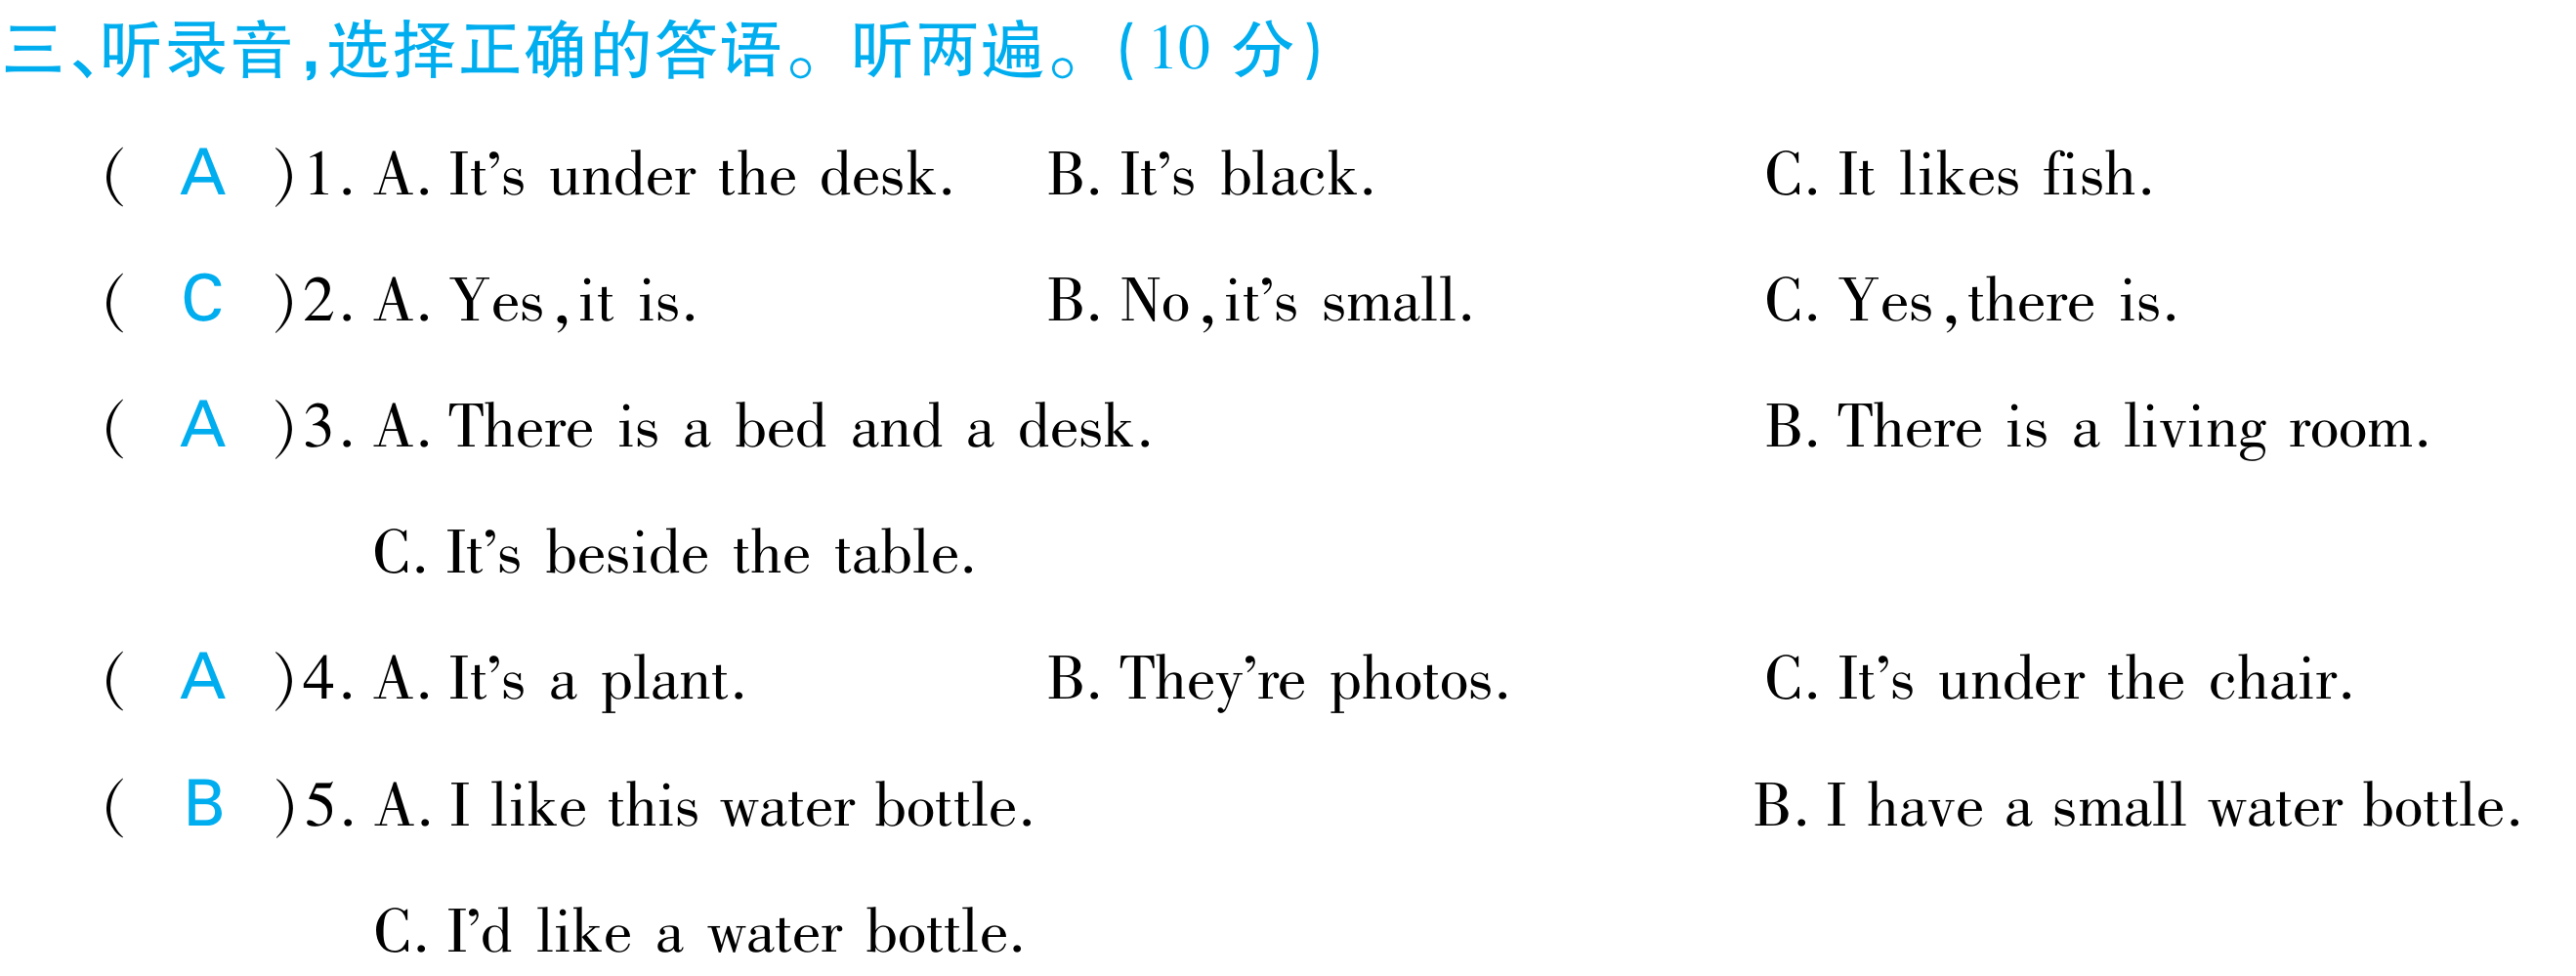 三、听录音,选择正确的答语。听两遍。(10 分)
( A )1. A. It's under the desk. B. It's black. C. It likes fish.
( C )2. A. Yes,it is. B. No,it's small. C. Yes,there is.
( A )3. A. There is a bed and a desk. B. There is a living room.
C. It's beside the table.
( A )4. A. It's a plant. B. They're photos. C. It's under the chair.
( B )5. A. I like this water bottle. B. I have a small water bottle.
C. I'd like a water bottle.